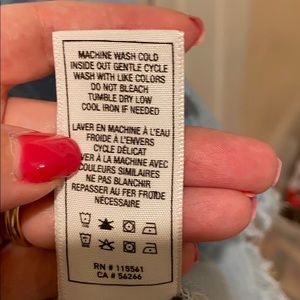 MACHINE WASH COLD
INSIDE OUT GENTLE CYCLE
WASH WITH LIKE COLORS
DO NOT BLEACH
TUMBLE DRY LOW
COOL IRON IF NEEDED
LAVER EN MACHINE À L'EAU
FROIDE À L'ENVERS
CYCLE DÉLICAT
VER À LA MACHINE AVEC
COULEURS SIMILAIRES
NE PAS BLANCHIR
REPASSER AU FER FROIDE
NÉCESSAIRE
RN # 115561
CA # 56266